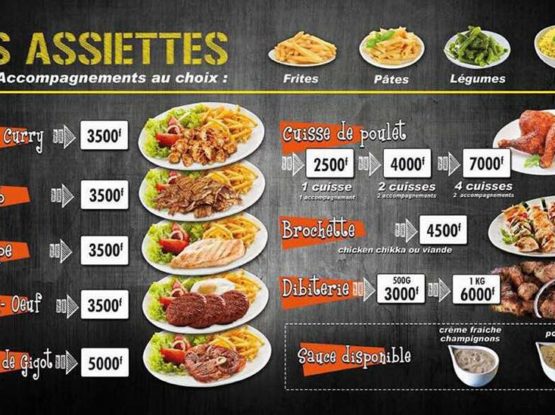 S ASSIETTES
Accompagnements au choix :
Frites
Pâtes
Légumes
Curry
3500f
3500f
3500f
- Oeuf
3500f
de Gigot
5000f
Cuisse de poulet
2500f
4000f
7000f
1 cuisse
2 cuisses
4 cuisses
1 accompagnement
2 accompagnements
2 accompagnements
Brochette
4500f
chicken chikka ou viande
Dibiterie
500G
3000f
1 KG
6000f
Sauce disponible
crème fraiche
champignons
po